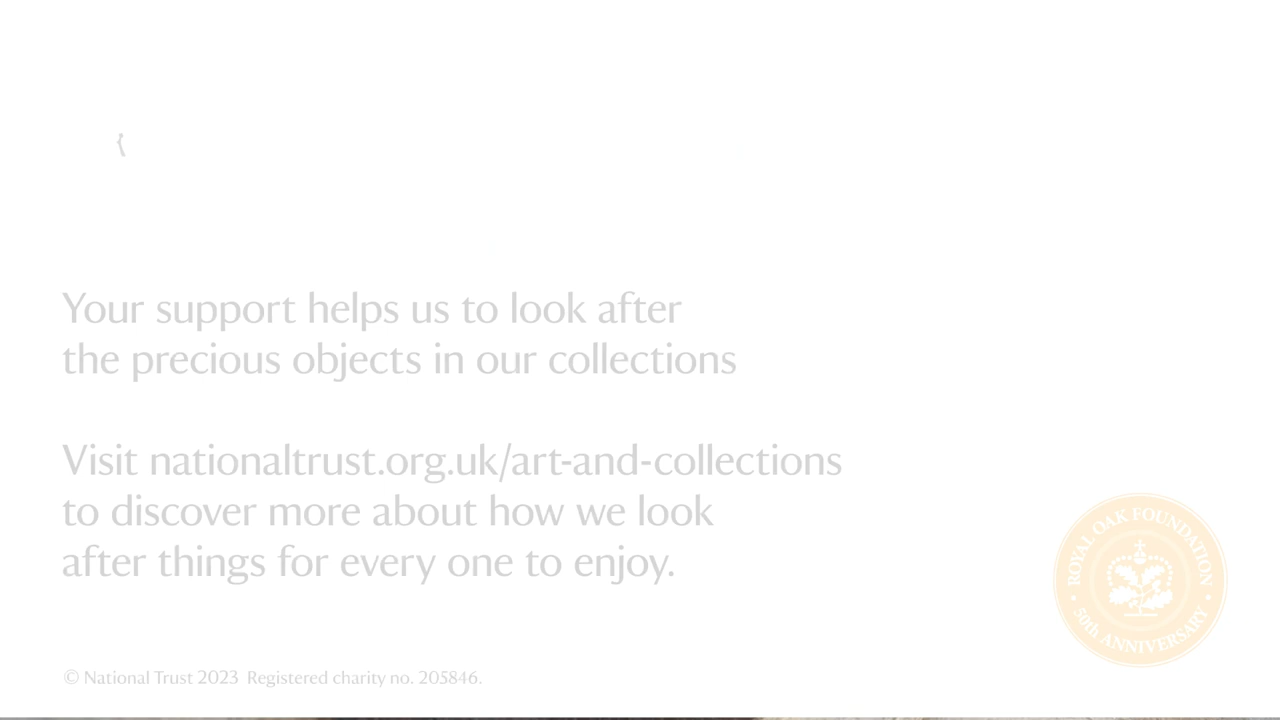 Your support helps us to look after
the precious objects in our collections
Visit nationaltrust.org.uk/art-and-collections
to discover more about how we look
after things for every one to enjoy.
ROYAL OAK FOUNDATION
• 50th ANNIVERSARY •
© National Trust 2023 Registered charity no. 205846.